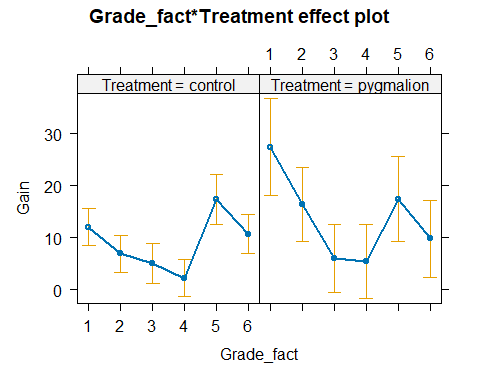 Grade_fact*Treatment effect plot
1 2 3 4 5 6
Treatment = control Treatment = pygmalion
30
20
10
0
Gain
1 2 3 4 5 6
Grade_fact